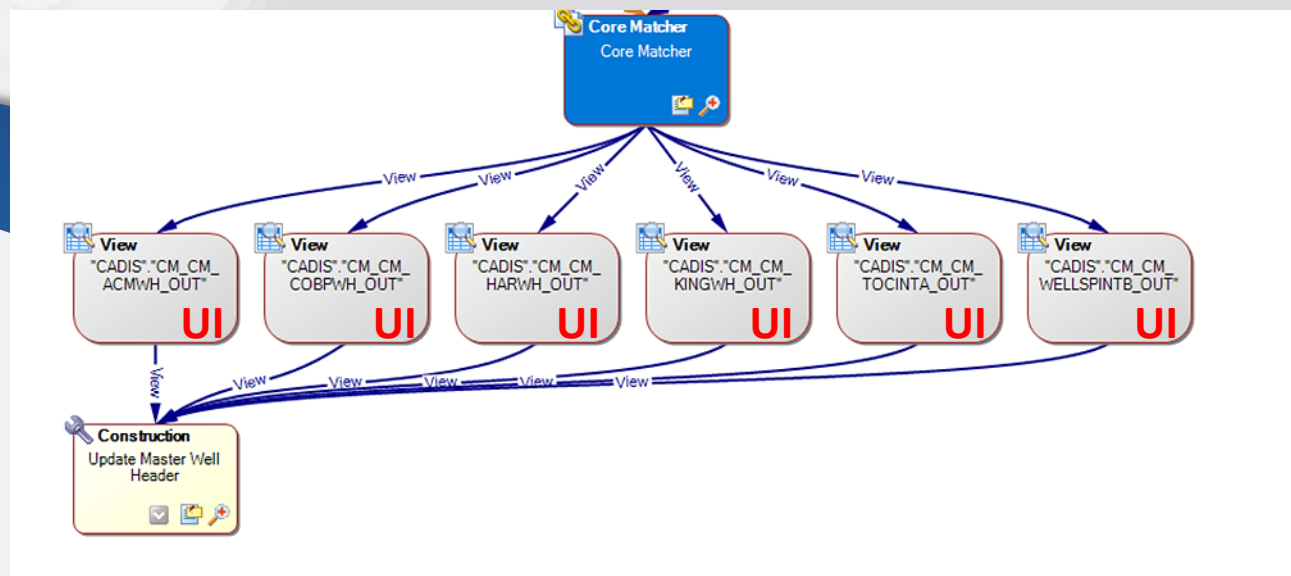 Core Matcher
Core Matcher
View
View
View
View
View
View
View
"CADIS"."CM_CM_
ACMWH_OUT"
UI
View
"CADIS"."CM_CM_
COBPWH_OUT"
UI
View
"CADIS"."CM_CM_
HARWH_OUT"
UI
View
"CADIS"."CM_CM_
KINGWH_OUT"
UI
View
"CADIS"."CM_CM_
TOCINTA_OUT"
UI
View
"CADIS"."CM_CM_
WELLSPINTB_OUT"
UI
View
View
View
View
View
View
Construction
Update Master Well
Header